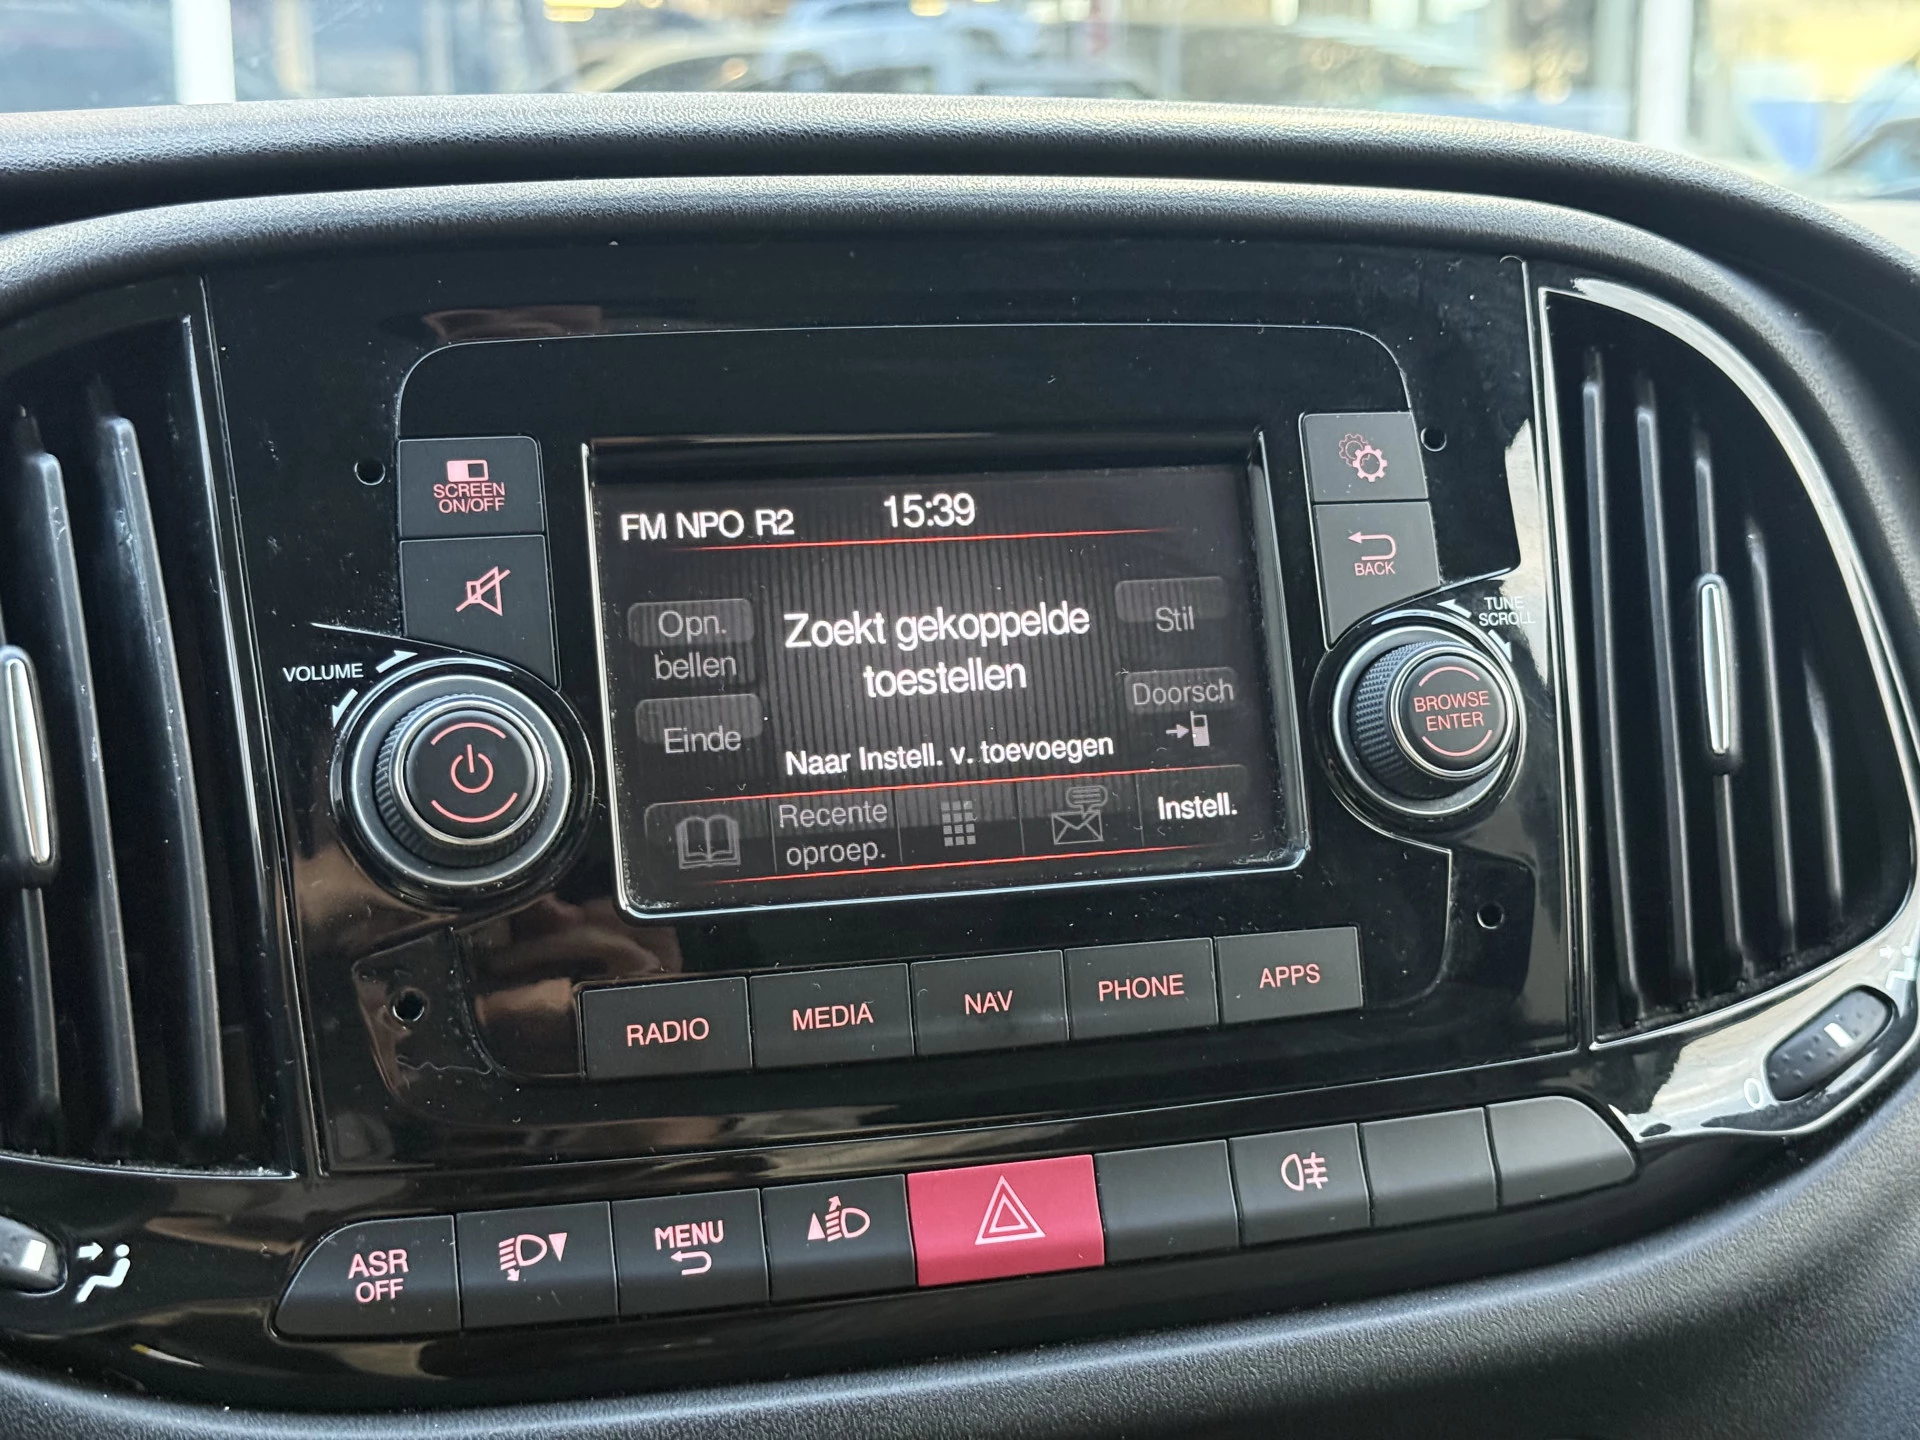 SCREEN
ON/OFF
VOLUME
FM NPO R2
15:39
Opn.
bellen
Zoekt gekoppelde
toestellen
Stil
Einde
Doorsch
Naar Instell. v. toevoegen
Recente
oproep.
Instell.
BACK
TUNE
SCROLL
BROWSE
ENTER
RADIO
MEDIA
NAV
PHONE
APPS
ASR
OFF
MENU
0